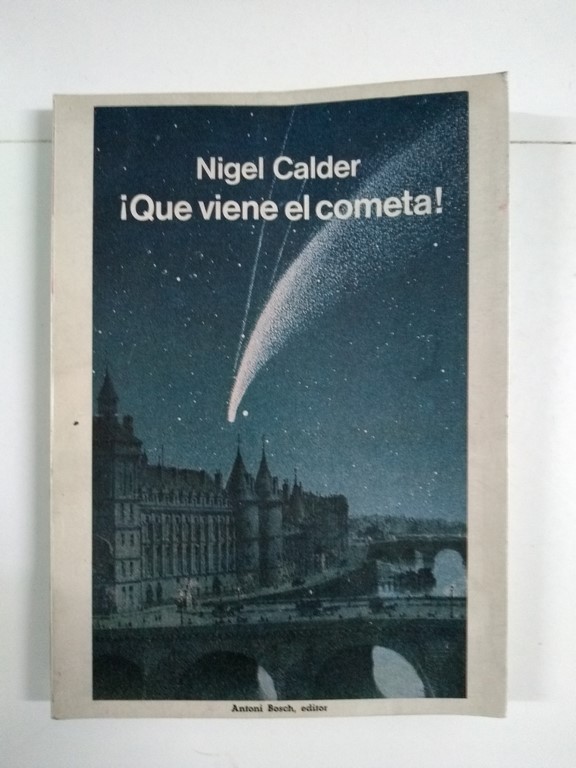 Nigel Calder
¡Que viene el cometa!
Antoni Bosch, editor